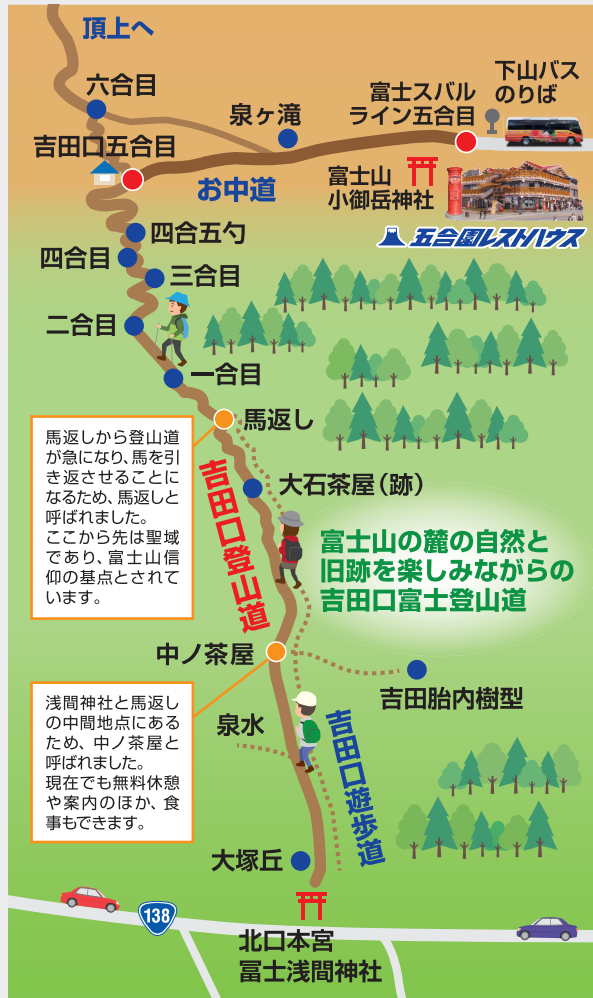 頂上へ
六合目
泉ヶ滝
富士スバル
ライン五合目
下山バス
のりば
吉田口五合目
お中道
富士山
小御岳神社
五合園レストハウス
四合五勺
四合目
三合目
二合目
一合目
馬返し
馬返しから登山道
が急になり、馬を引
き返させることに
なるため、馬返しと
呼ばれました。
ここから先は聖域
であり、富士山信
仰の基点とされて
います。
吉田口登山道
大石茶屋（跡）
富士山の麓の自然と
旧跡を楽しみながらの
吉田口富士登山道
中ノ茶屋
吉田胎内樹型
浅間神社と馬返し
の中間地点にある
ため、中ノ茶屋と
呼ばれました。
現在でも無料休憩
や案内のほか、食
事もできます。
泉水
吉田口遊歩道
大塚丘
138
北口本宮
冨士浅間神社